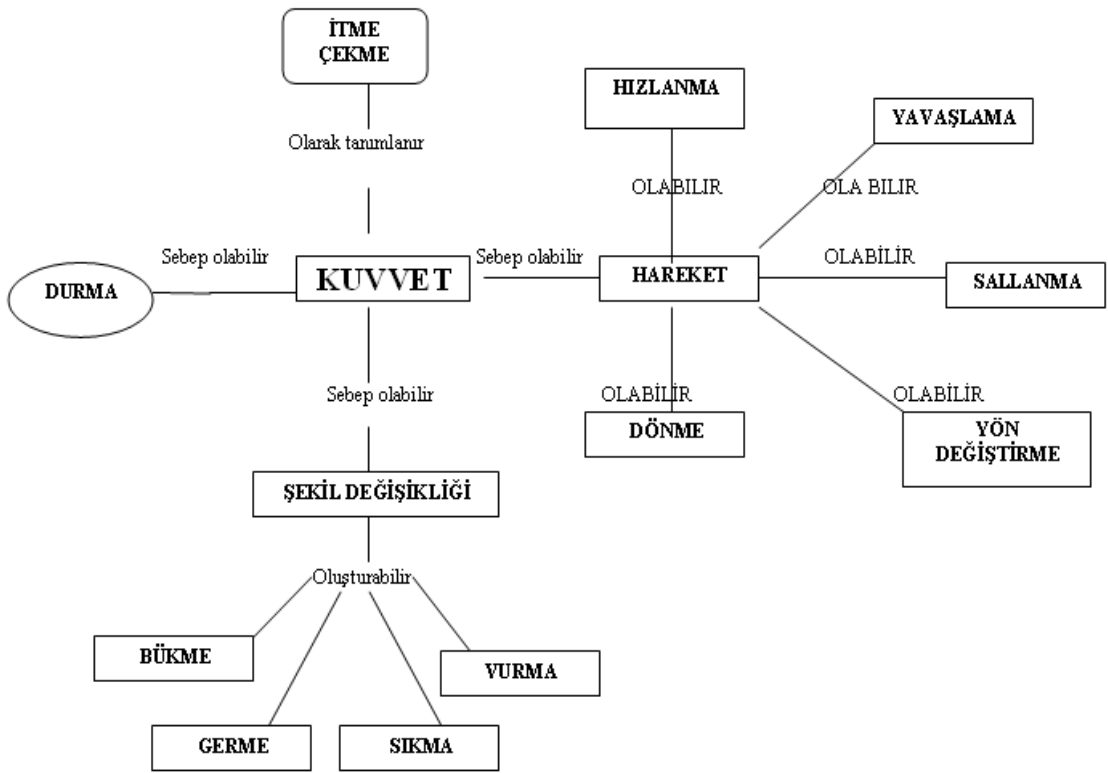 İTME
ÇEKME
HIZLANMA
YAVAŞLAMA
Olarak tanımlanır
OLABILIR
OLA BILIR
Sebep olabilir
Sebep olabilir
OLABİLİR
DURMA
KUVVET
HAREKET
SALLANMA
Sebep olabilir
OLABİLİR
OLABİLİR
DÖNME
YÖN
DEĞİŞTİRME
ŞEKİL DEĞİŞİKLİĞİ
Oluşturabilir
BÜKME
VURMA
GERME
SIKMA